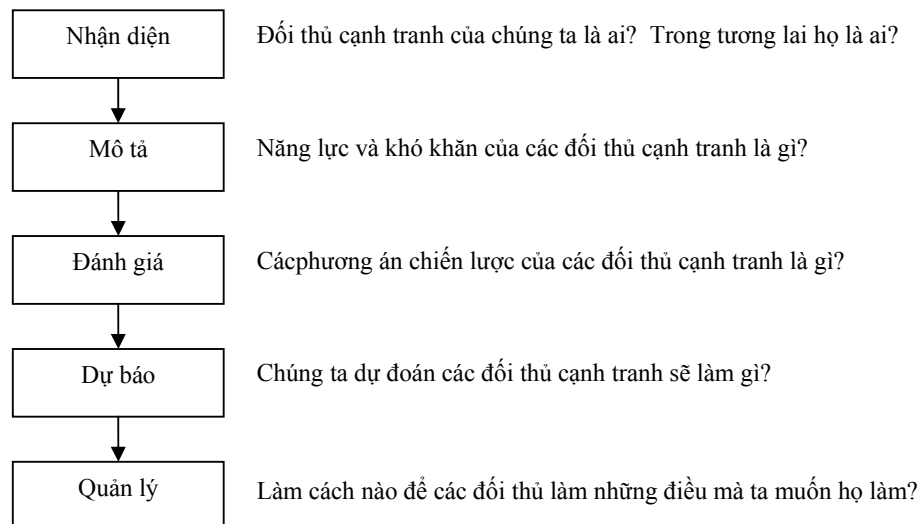 Nhận diện
Đối thủ cạnh tranh của chúng ta là ai? Trong tương lai họ là ai?
Mô tả
Năng lực và khó khăn của các đối thủ cạnh tranh là gì?
Đánh giá
Cácphương án chiến lược của các đối thủ cạnh tranh là gì?
Dự báo
Chúng ta dự đoán các đối thủ cạnh tranh sẽ làm gì?
Quản lý
Làm cách nào để các đối thủ làm những điều mà ta muốn họ làm?